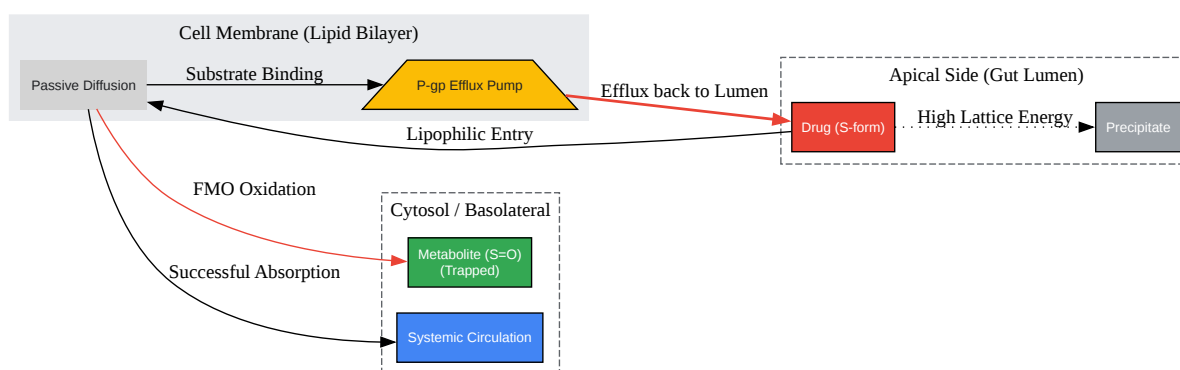 Cell Membrane (Lipid Bilayer)
Passive Diffusion
Substrate Binding
P-gp Efflux Pump
Efflux back to Lumen
Apical Side (Gut Lumen)
Drug (S-form)
High Lattice Energy
Precipitate
Lipophilic Entry
FMO Oxidation
Cytosol / Basolateral
Metabolite (S=O)
(Trapped)
Successful Absorption
Systemic Circulation